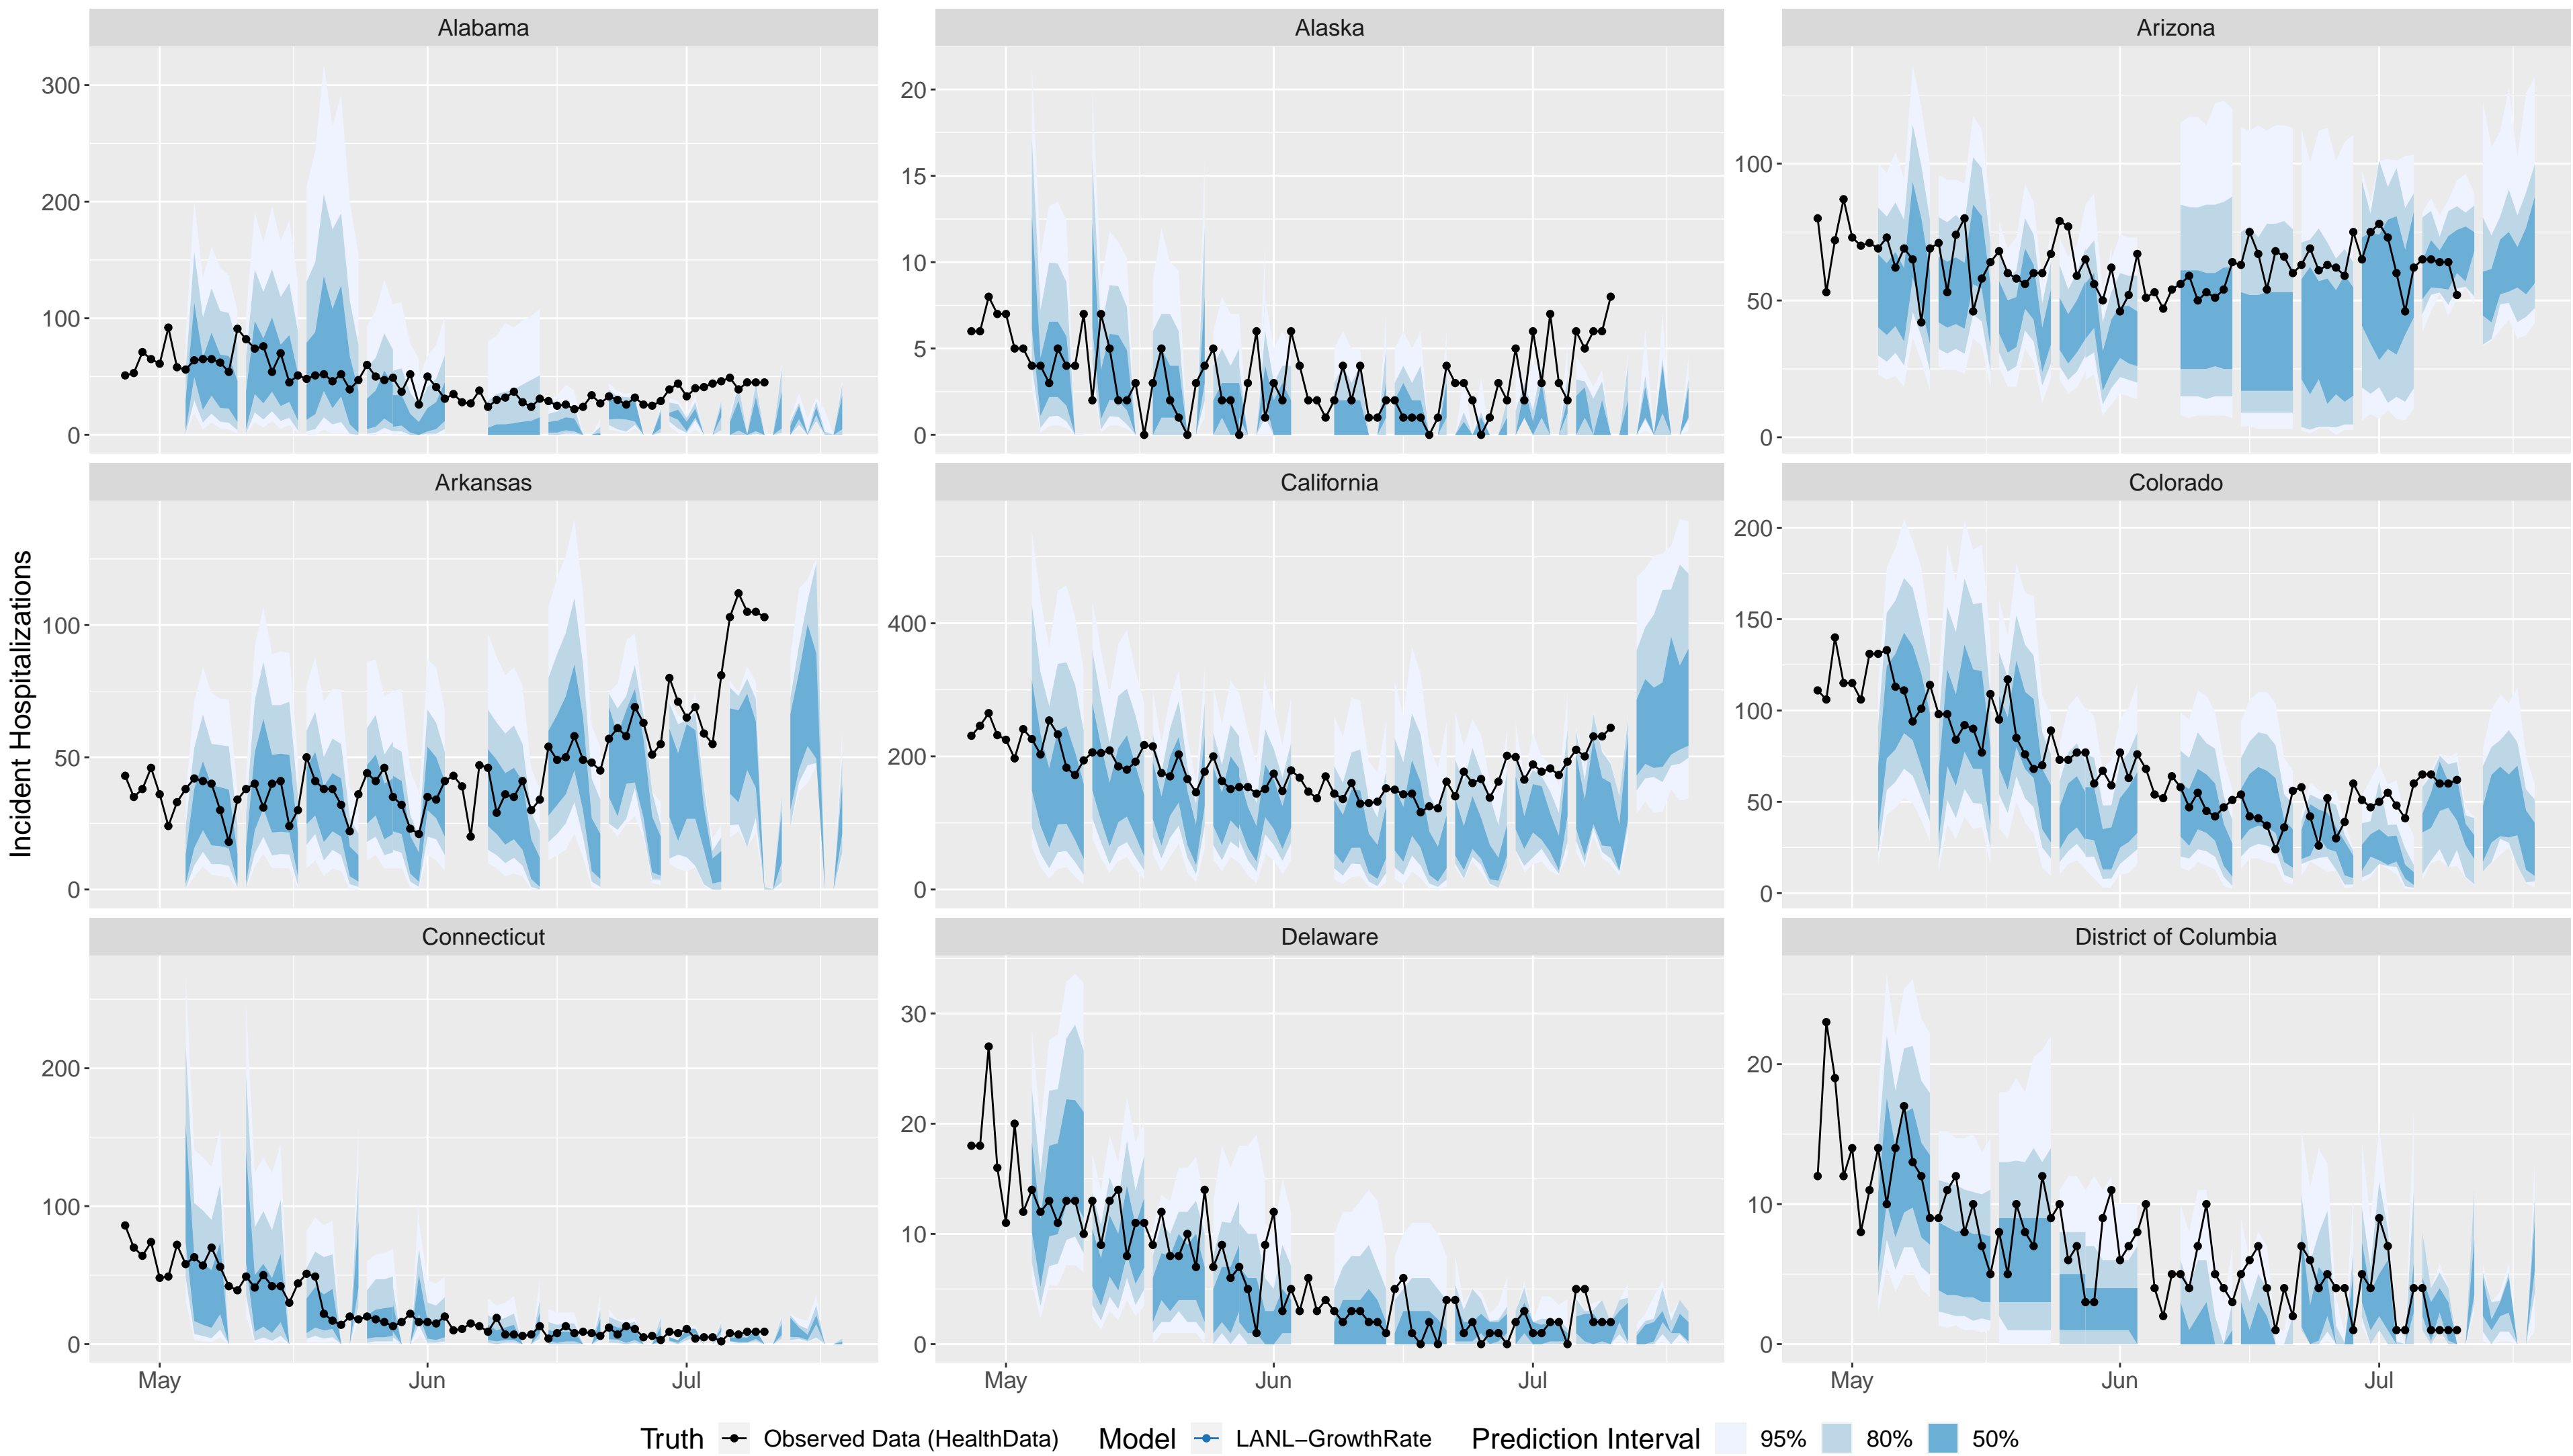 Alabama
Alaska
Arizona
300
200
100
0
20
15
10
5
0
100
50
0
Arkansas
California
Colorado
100
50
0
400
200
0
200
150
100
50
0
Incident Hospitalizations
Connecticut
Delaware
District of Columbia
200
100
0
30
20
10
0
20
10
0
May Jun Jul
May Jun Jul
May Jun Jul
Truth Observed Data (HealthData) Model LANL−GrowthRate Prediction Interval 95% 80% 50%